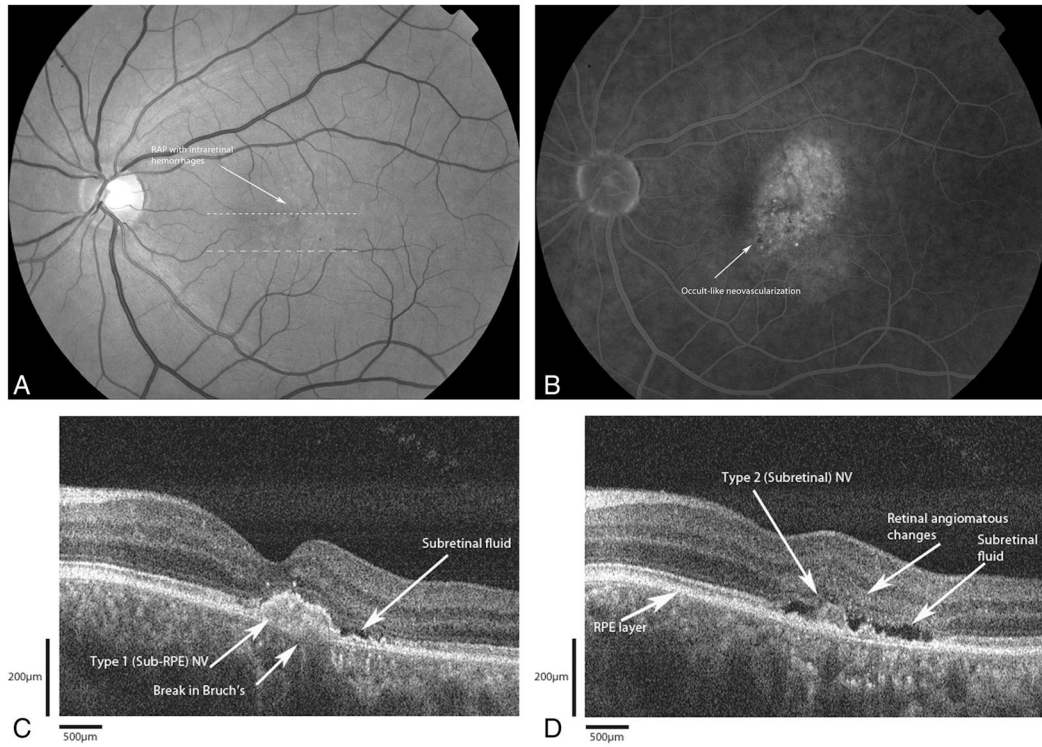 RAP with intraretinal
hemorrhages
A
Occult-like neovascularization
B
Subretinal fluid
Type 1 (Sub-RPE) NV
Break in Bruch's
200µm
C
500µm
Type 2 (Subretinal) NV
Retinal angiomatous
changes
Subretinal
fluid
RPE layer
200µm
D
500µm